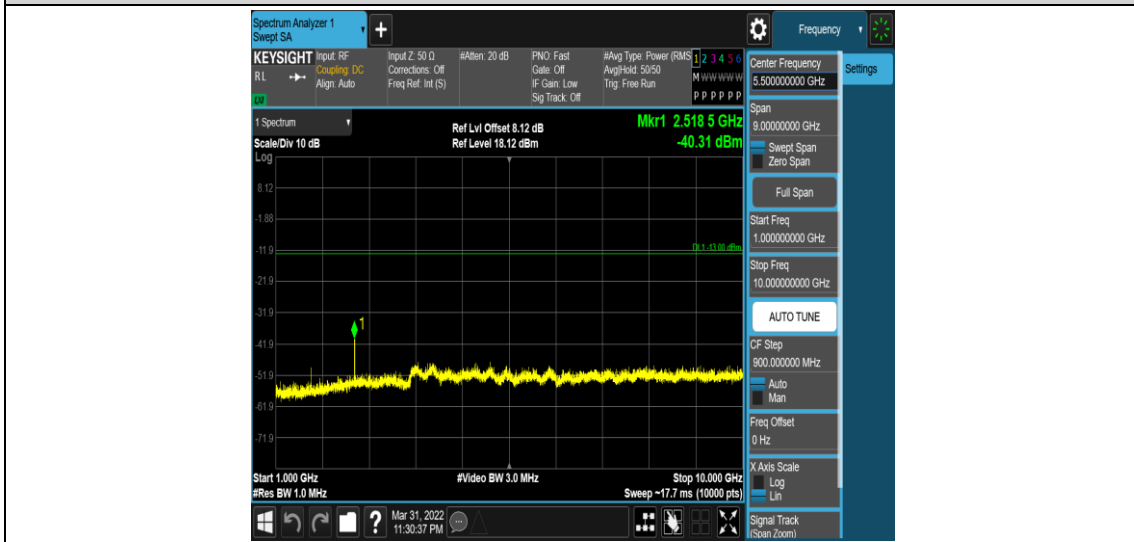 Spectrum Analyzer 1
Swept SA
+
Frequency
KEYSIGHT
RL
LXI
Input: RF
Coupling: DC
Align: Auto
Input Z: 50 Ω
Corrections: Off
Freq Ref: Int (S)
#Atten: 20 dB
PNO: Fast
Gate: Off
IF Gain: Low
Sig Track: Off
#Avg Type: Power (RMS
Avg|Hold: 50/50
Trig: Free Run
1 2 3 4 5 6
M W W W W W
P P P P P P
1 Spectrum
Scale/Div 10 dB
Log
Ref Lvl Offset 8.12 dB
Ref Level 18.12 dBm
Mkr1 2.518 5 GHz
-40.31 dBm
8.12
-1.88
-11.9
DL1 -13.00 dBm
-21.9
-31.9
1
-41.9
-51.9
-61.9
-71.9
Start 1.000 GHz
#Res BW 1.0 MHz
#Video BW 3.0 MHz
Stop 10.000 GHz
Sweep ~17.7 ms (10000 pts)
?
Mar 31, 2022
11:30:37 PM
Center Frequency
5.500000000 GHz
Settings
Span
9.00000000 GHz
Swept Span
Zero Span
Full Span
Start Freq
1.000000000 GHz
Stop Freq
10.000000000 GHz
AUTO TUNE
CF Step
900.000000 MHz
Auto
Man
Freq Offset
0 Hz
X Axis Scale
Log
Lin
Signal Track
(Span Zoom)